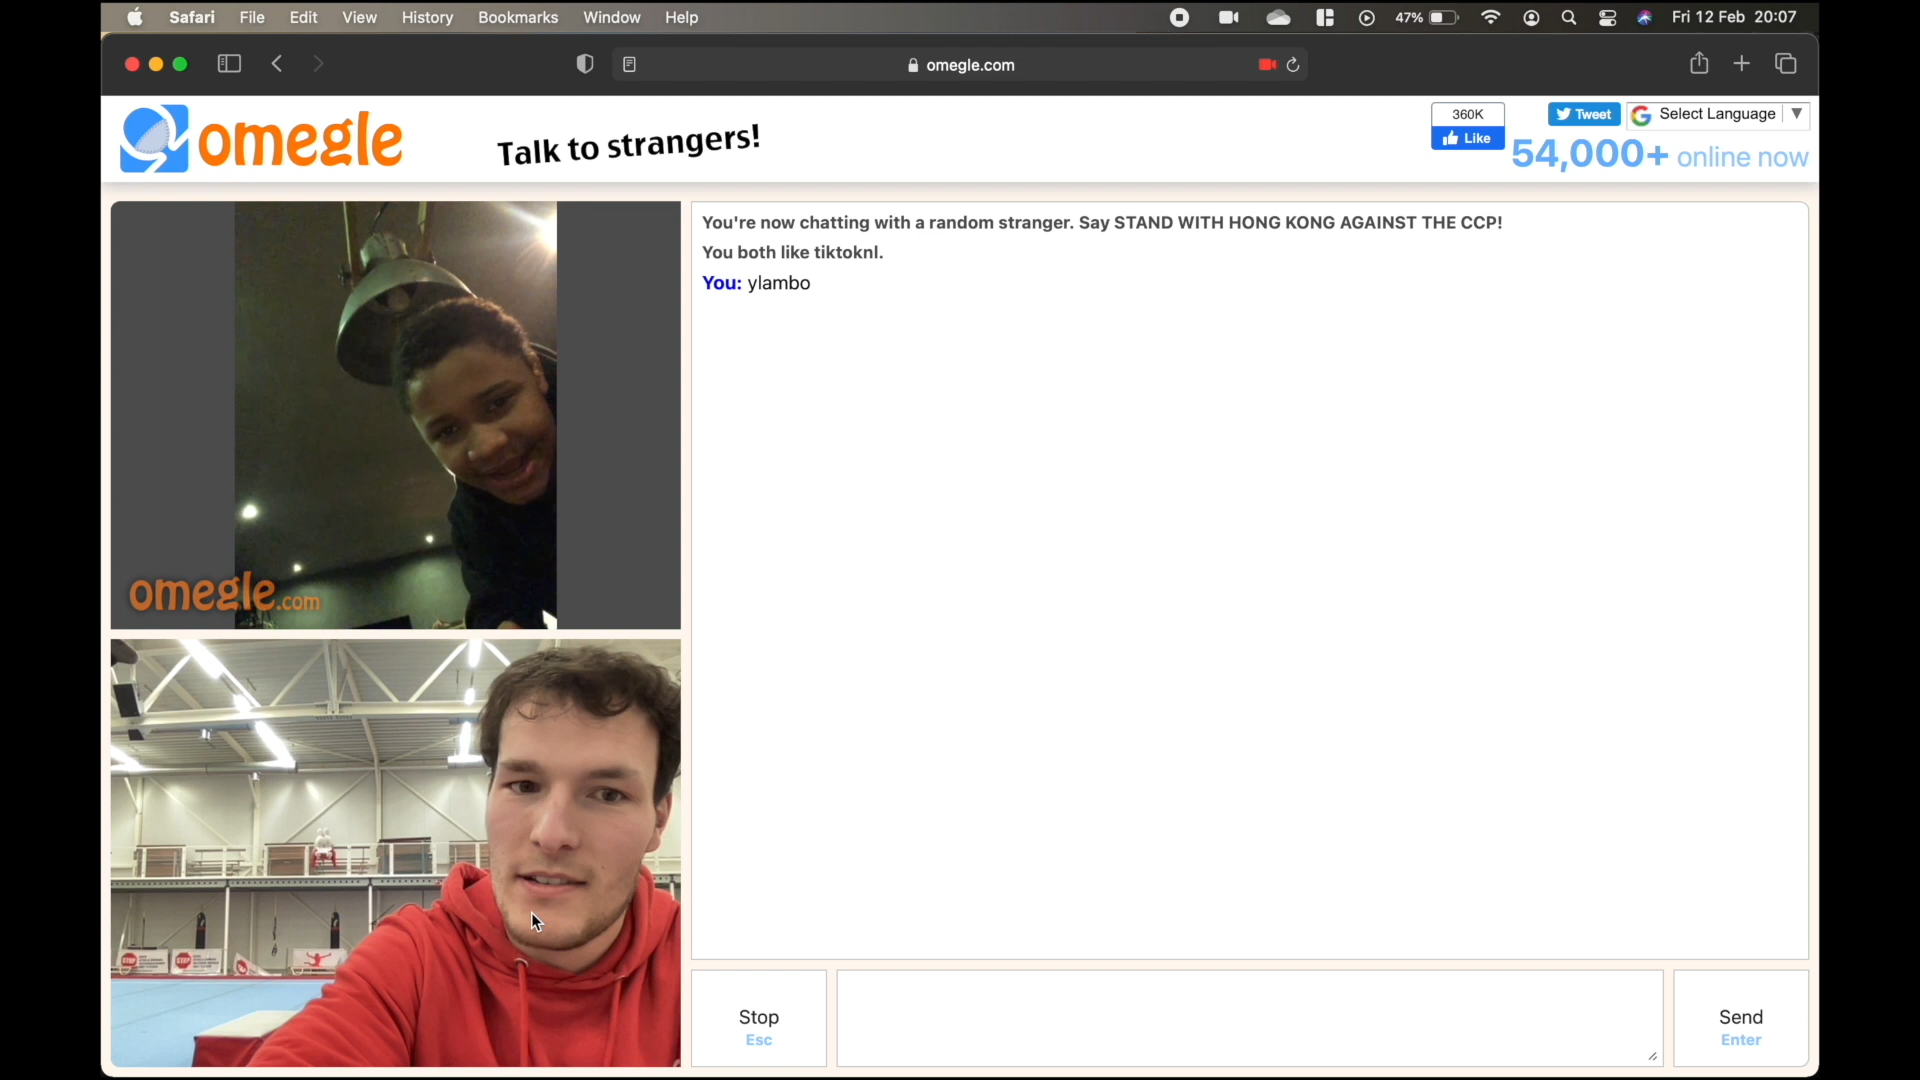 Safari File Edit View History Bookmarks Window Help 47% Fri 12 Feb 20:07
omegle.com
omegle Talk to strangers! 360K Like Tweet Select Language
54,000+ online now
You're now chatting with a random stranger. Say STAND WITH HONG KONG AGAINST THE CCP!
You both like tiktoknl.
You: ylambo
omegle.com
STOP STOP
Stop
Esc
Send
Enter